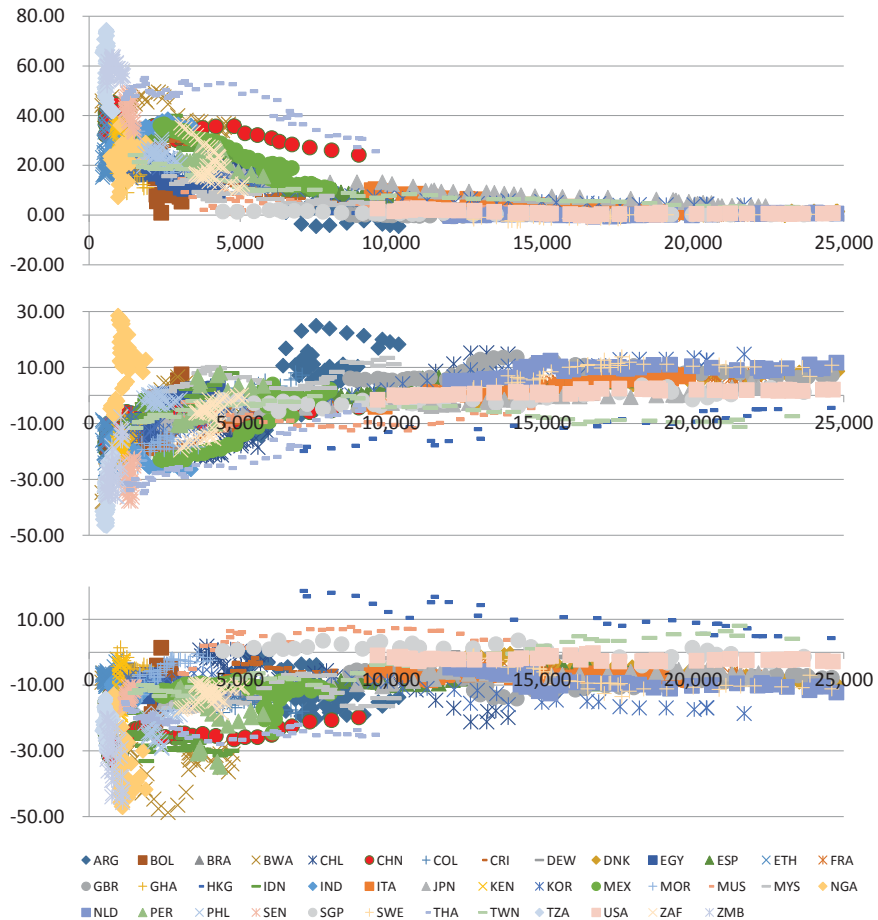 80.00
60.00
40.00
20.00
0.00
0 5,000 10,000 15,000 20,000 25,000
-20.00
30.00
10.00
0 5,000 10,000 15,000 20,000 25,000
-10.00
-30.00
-50.00
10.00
0 5,000 10,000 15,000 20,000 25,000
-10.00
-30.00
-50.00
ARG BOL BRA BWA CHL CHN COL CRI DEW DNK EGY ESP ETH FRA
GBR GHA HKG IDN IND ITA JPN KEN KOR MEX MOR MUS MYS NGA
NLD PER PHL SEN SGP SWE THA TWN TZA USA ZAF ZMB